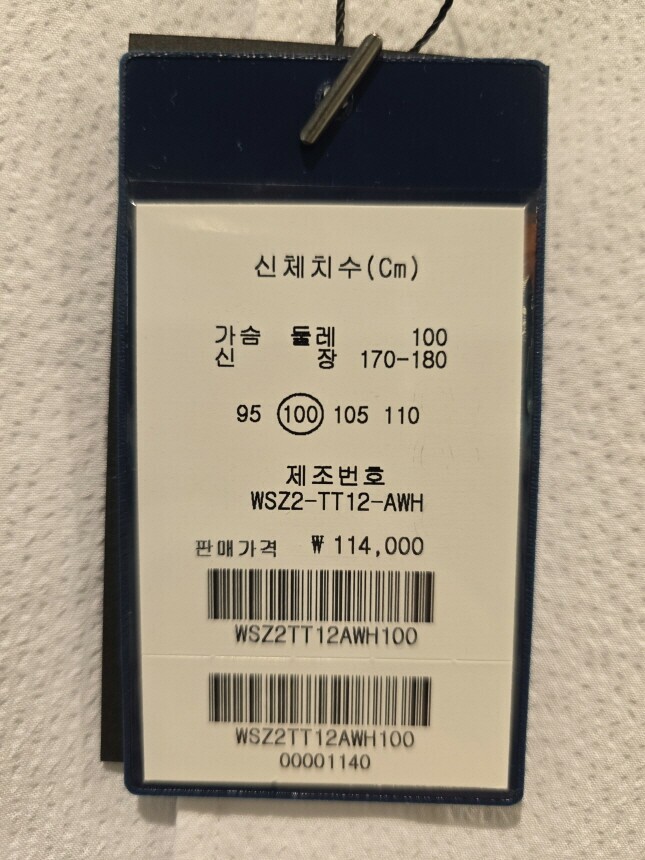 신체치수(Cm)
가슴 둘레 100
신 장 170-180
95 100 105 110
제조번호
WSZ2-TT12-AWH
판매가격 ₩ 114,000
WSZ2TT12AWH100
WSZ2TT12AWH100
00001140